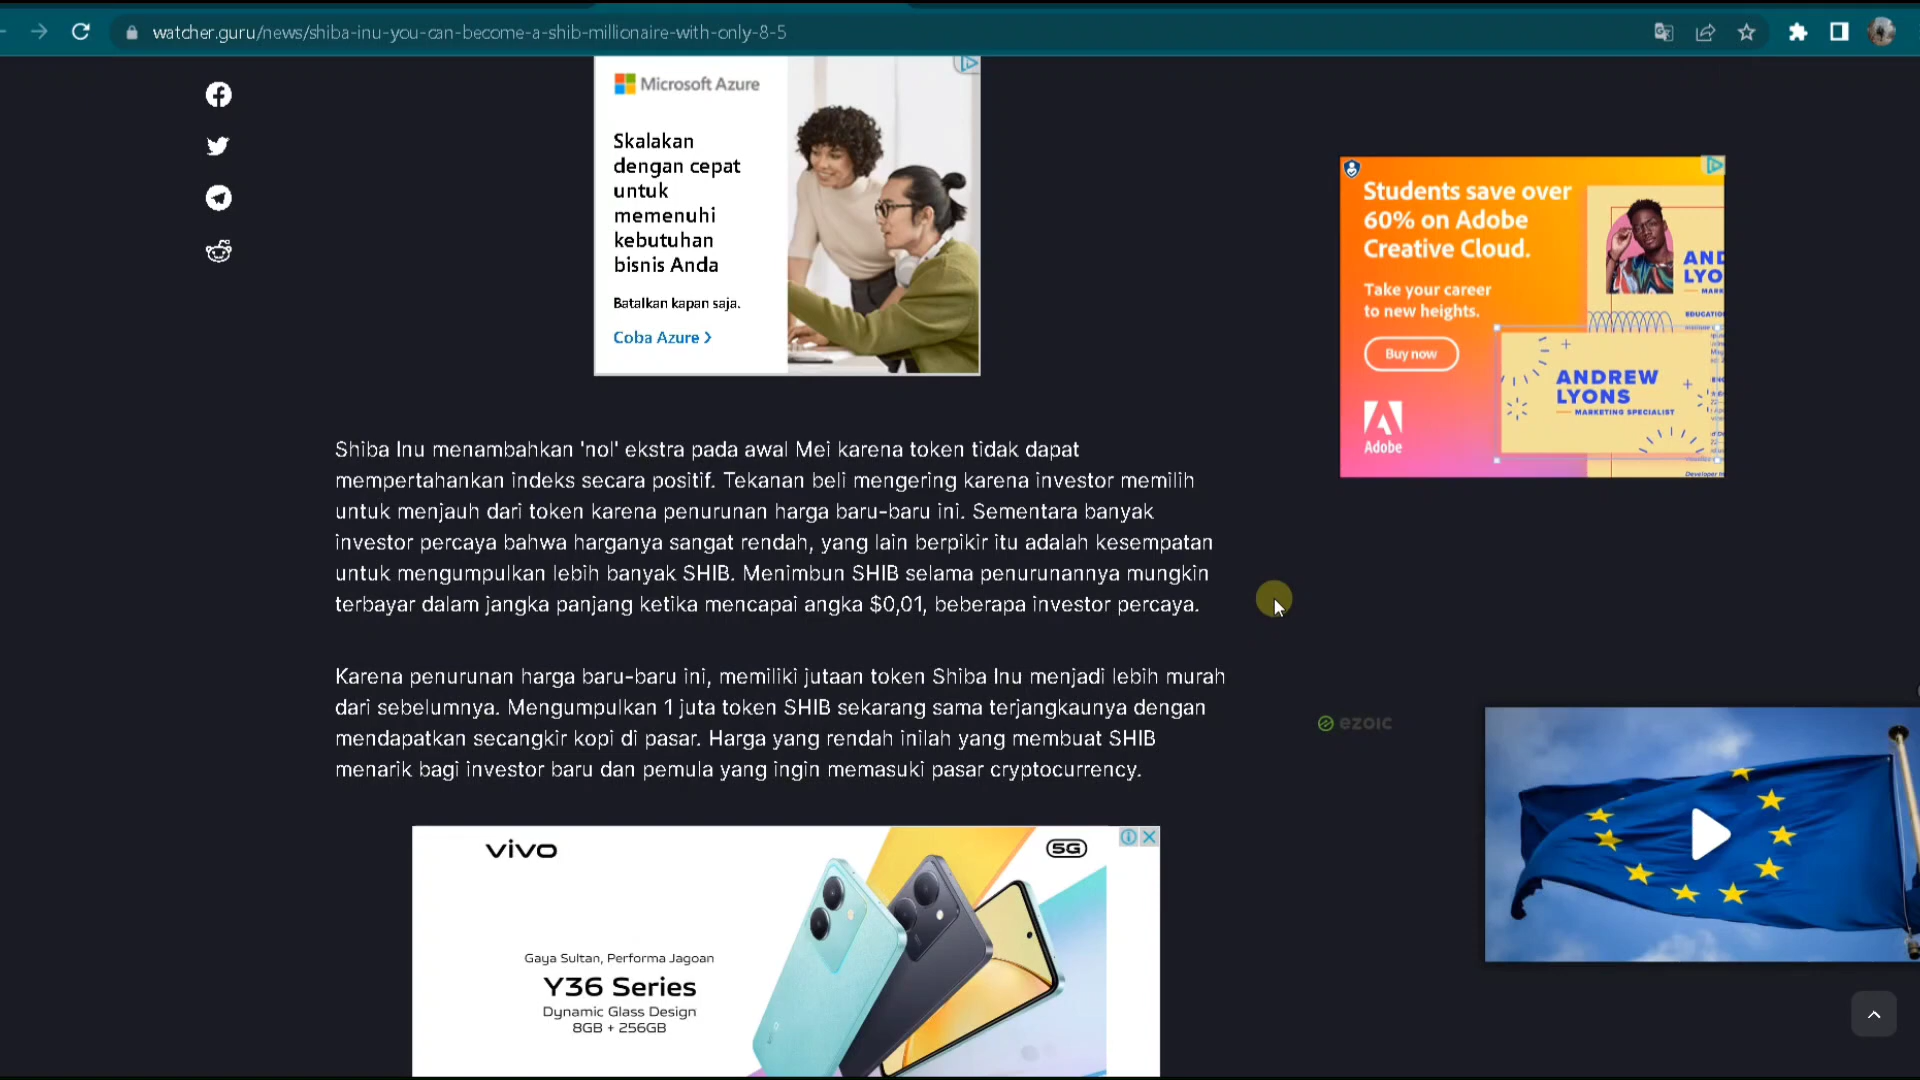 watcher.guru/news/shiba-inu-you-can-become-a-shib-millionaire-with-only-8-5
Microsoft Azure
Skalakan
dengan cepat
untuk
memenuhi
kebutuhan
bisnis Anda
Batalkan kapan saja.
Coba Azure >
Students save over
60% on Adobe
Creative Cloud.
Take your career
to new heights.
Buy now
Adobe
AND
LYO
EDUCATIO
ANDREW
LYONS
MARKETING SPECIALIST
Shiba Inu menambahkan 'nol' ekstra pada awal Mei karena token tidak dapat
mempertahankan indeks secara positif. Tekanan beli mengering karena investor memilih
untuk menjauh dari token karena penurunan harga baru-baru ini. Sementara banyak
investor percaya bahwa harganya sangat rendah, yang lain berpikir itu adalah kesempatan
untuk mengumpulkan lebih banyak SHIB. Menimbun SHIB selama penurunannya mungkin
terbayar dalam jangka panjang ketika mencapai angka $0,01, beberapa investor percaya.
Karena penurunan harga baru-baru ini, memiliki jutaan token Shiba Inu menjadi lebih murah
dari sebelumnya. Mengumpulkan 1 juta token SHIB sekarang sama terjangkaunya dengan
mendapatkan secangkir kopi di pasar. Harga yang rendah inilah yang membuat SHIB
menarik bagi investor baru dan pemula yang ingin memasuki pasar cryptocurrency.
ezoic
vivo
5G
Gaya Sultan, Performa Jagoan
Y36 Series
Dynamic Glass Design
8GB + 256GB